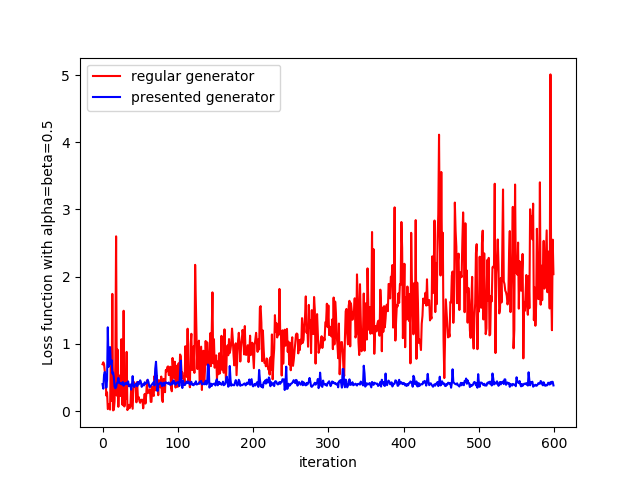 regular generator
presented generator
Loss function with alpha=beta=0.5
5
4
3
2
1
0
0 100 200 300 400 500 600
iteration